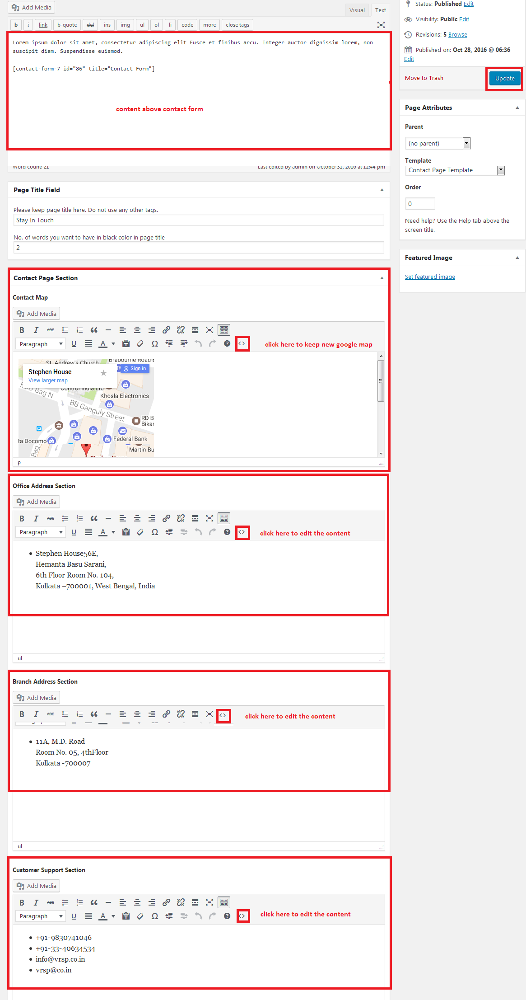 Add Media
Visual
Text
b
i
link
b-quote
del
ins
img
ul
ol
li
code
more
close tags
Lorem ipsum dolor sit amet, consectetur adipiscing elit Fusce et finibus arcu. Integer auctor dignissim lorem, non
suscipit diam. Suspendisse euismod.
[contact-form-7 id="86" title="Contact Form"]
content above contact form
Word count: 21
Last edited by admin on October 31, 2016 at 12:44 pm
Page Title Field
Please keep page title here. Do not use any other tags.
Stay In Touch
No. of words you want to have in black color in page title
2
Contact Page Section
Contact Map
Add Media
B I ABC
Paragraph U A Ω
click here to keep new google map
St. Andrew's Church
Brabourne Road
Stephen House
View larger map
Sign in
Bag N
Control India Ltd
Khosla Electronics
BB Ganguly Street
RD B
Bikar
ta Docomo
Federal Bank
Bag
Martin Bu
Stephen House
p
Office Address Section
Add Media
B I ABC
Paragraph U A Ω
click here to edit the content
Stephen House56E,
Hemanta Basu Sarani,
6th Floor Room No. 104,
Kolkata –700001, West Bengal, India
ul
Branch Address Section
Add Media
B I ABC
click here to edit the content
11A, M.D. Road
Room No. 05, 4thFloor
Kolkata -700007
ul
Customer Support Section
Add Media
B I ABC
Paragraph U A Ω
click here to edit the content
+91-9830741046
+91-33-40634534
info@vrsp.co.in
vrsp@co.in
Status: Published Edit
Visibility: Public Edit
Revisions: 5 Browse
Published on: Oct 28, 2016 @ 06:36
Edit
Move to Trash
Update
Page Attributes
Parent
(no parent)
Template
Contact Page Template
Order
0
Need help? Use the Help tab above the
screen title.
Featured Image
Set featured image